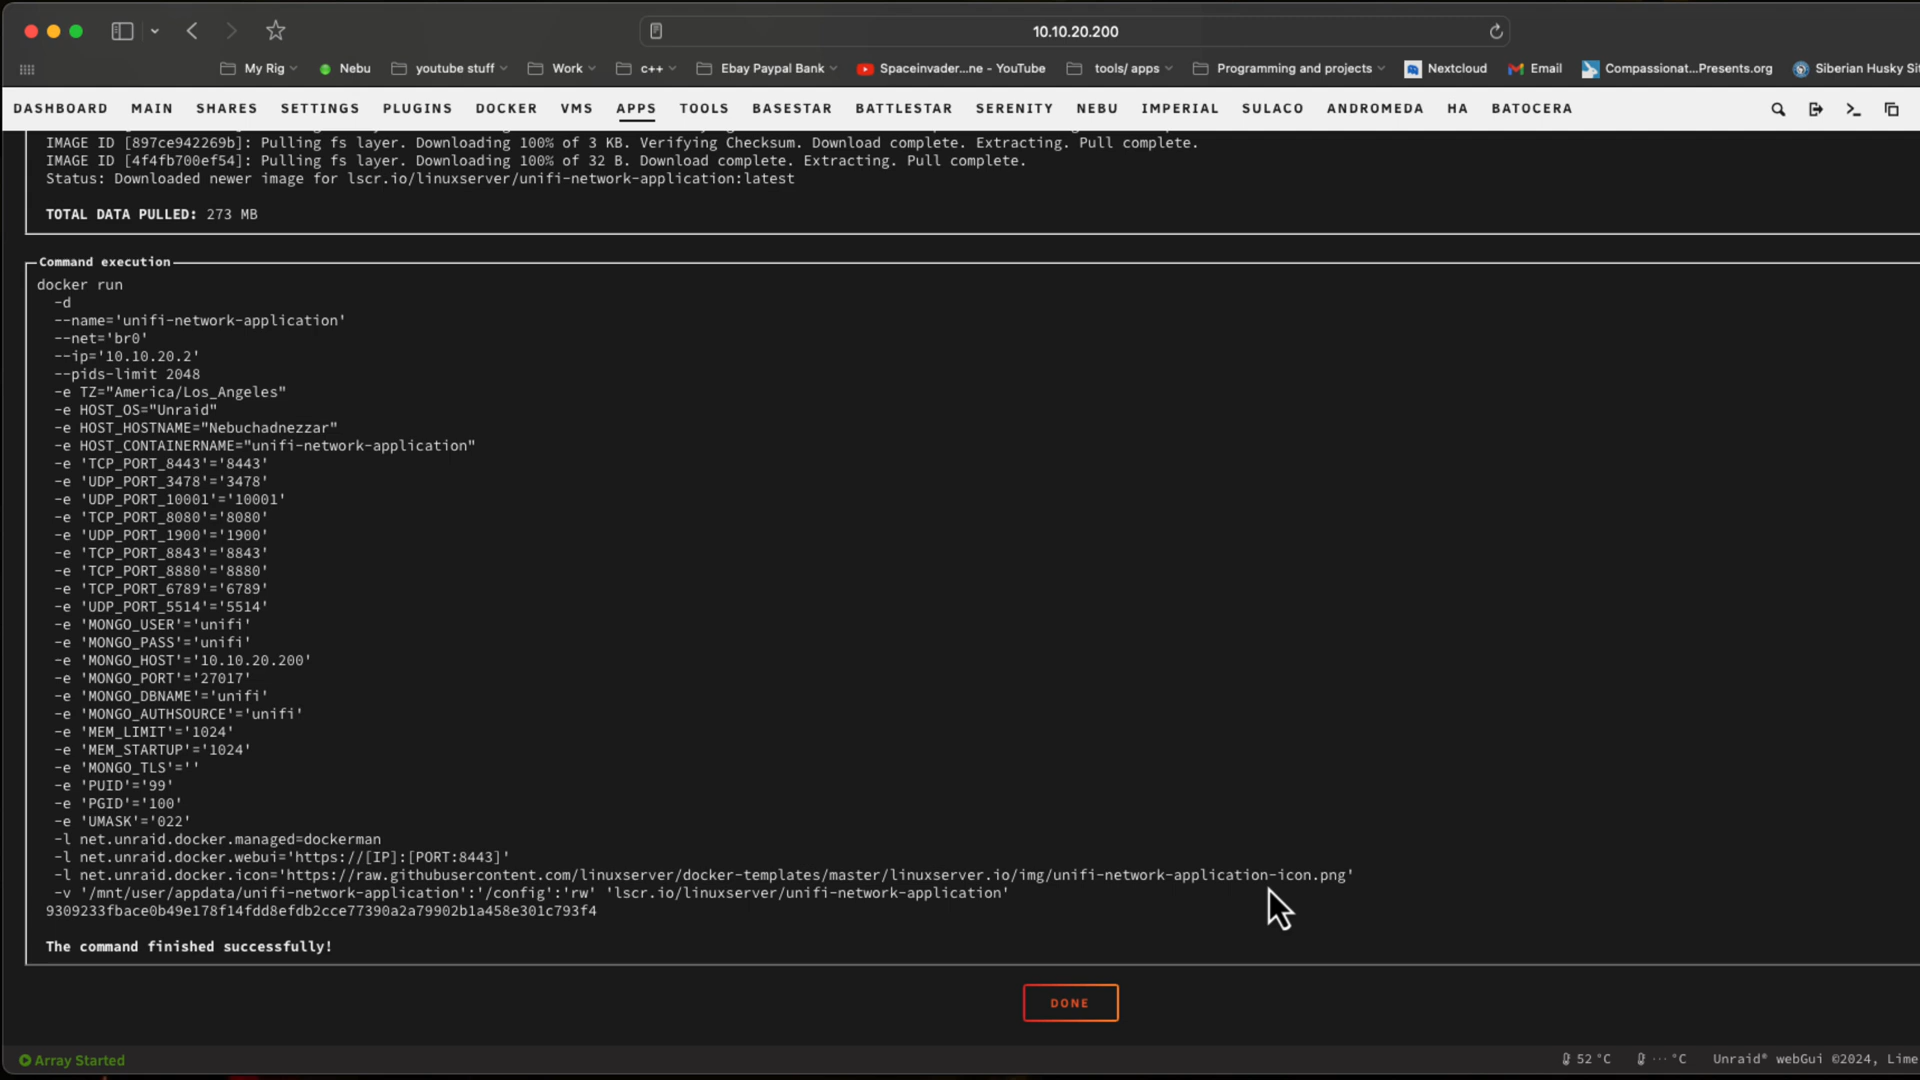 10.10.20.200
My Rig Nebu youtube stuff Work c++ Ebay Paypal Bank Spaceinvader...ne - YouTube tools/ apps Programming and projects Nextcloud Email Compassionat...Presents.org Siberian Husky Sit
DASHBOARD MAIN SHARES SETTINGS PLUGINS DOCKER VMS APPS TOOLS BASESTAR BATTLESTAR SERENITY NEBU IMPERIAL SULACO ANDROMEDA HA BATOCERA
IMAGE ID [897ce942269b]: Pulling fs layer. Downloading 100% of 3 KB. Verifying Checksum. Download complete. Extracting. Pull complete.
IMAGE ID [4f4fb700ef54]: Pulling fs layer. Downloading 100% of 32 B. Download complete. Extracting. Pull complete.
Status: Downloaded newer image for lscr.io/linuxserver/unifi-network-application:latest
TOTAL DATA PULLED: 273 MB
Command execution
docker run
-d
--name='unifi-network-application'
--net='br0'
--ip='10.10.20.2'
--pids-limit 2048
-e TZ="America/Los_Angeles"
-e HOST_OS="Unraid"
-e HOST_HOSTNAME="Nebuchadnezzar"
-e HOST_CONTAINERNAME="unifi-network-application"
-e 'TCP_PORT_8443'='8443'
-e 'UDP_PORT_3478'='3478'
-e 'UDP_PORT_10001'='10001'
-e 'TCP_PORT_8080'='8080'
-e 'UDP_PORT_1900'='1900'
-e 'TCP_PORT_8843'='8843'
-e 'TCP_PORT_8880'='8880'
-e 'TCP_PORT_6789'='6789'
-e 'UDP_PORT_5514'='5514'
-e 'MONGO_USER'='unifi'
-e 'MONGO_PASS'='unifi'
-e 'MONGO_HOST'='10.10.20.200'
-e 'MONGO_PORT'='27017'
-e 'MONGO_DBNAME'='unifi'
-e 'MONGO_AUTHSOURCE'='unifi'
-e 'MEM_LIMIT'='1024'
-e 'MEM_STARTUP'='1024'
-e 'MONGO_TLS'=''
-e 'PUID'='99'
-e 'PGID'='100'
-e 'UMASK'='022'
-l net.unraid.docker.managed=dockerman
-l net.unraid.docker.webui='https://[IP]:[PORT:8443]'
-l net.unraid.docker.icon='https://raw.githubusercontent.com/linuxserver/docker-templates/master/linuxserver.io/img/unifi-network-application-icon.png'
-v '/mnt/user/appdata/unifi-network-application':'/config':'rw' 'lscr.io/linuxserver/unifi-network-application'
9309233fbace0b49e178f14fdd8efdb2cce77390a2a79902b1a458e301c793f4
The command finished successfully!
DONE
Array Started 52 °C ··· °C Unraid® webGui ©2024, Lime